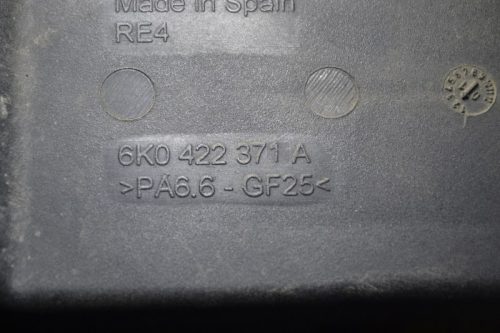 Made in Spain
RE4
6K0 422 371 A
>PA6.6 - GF25<